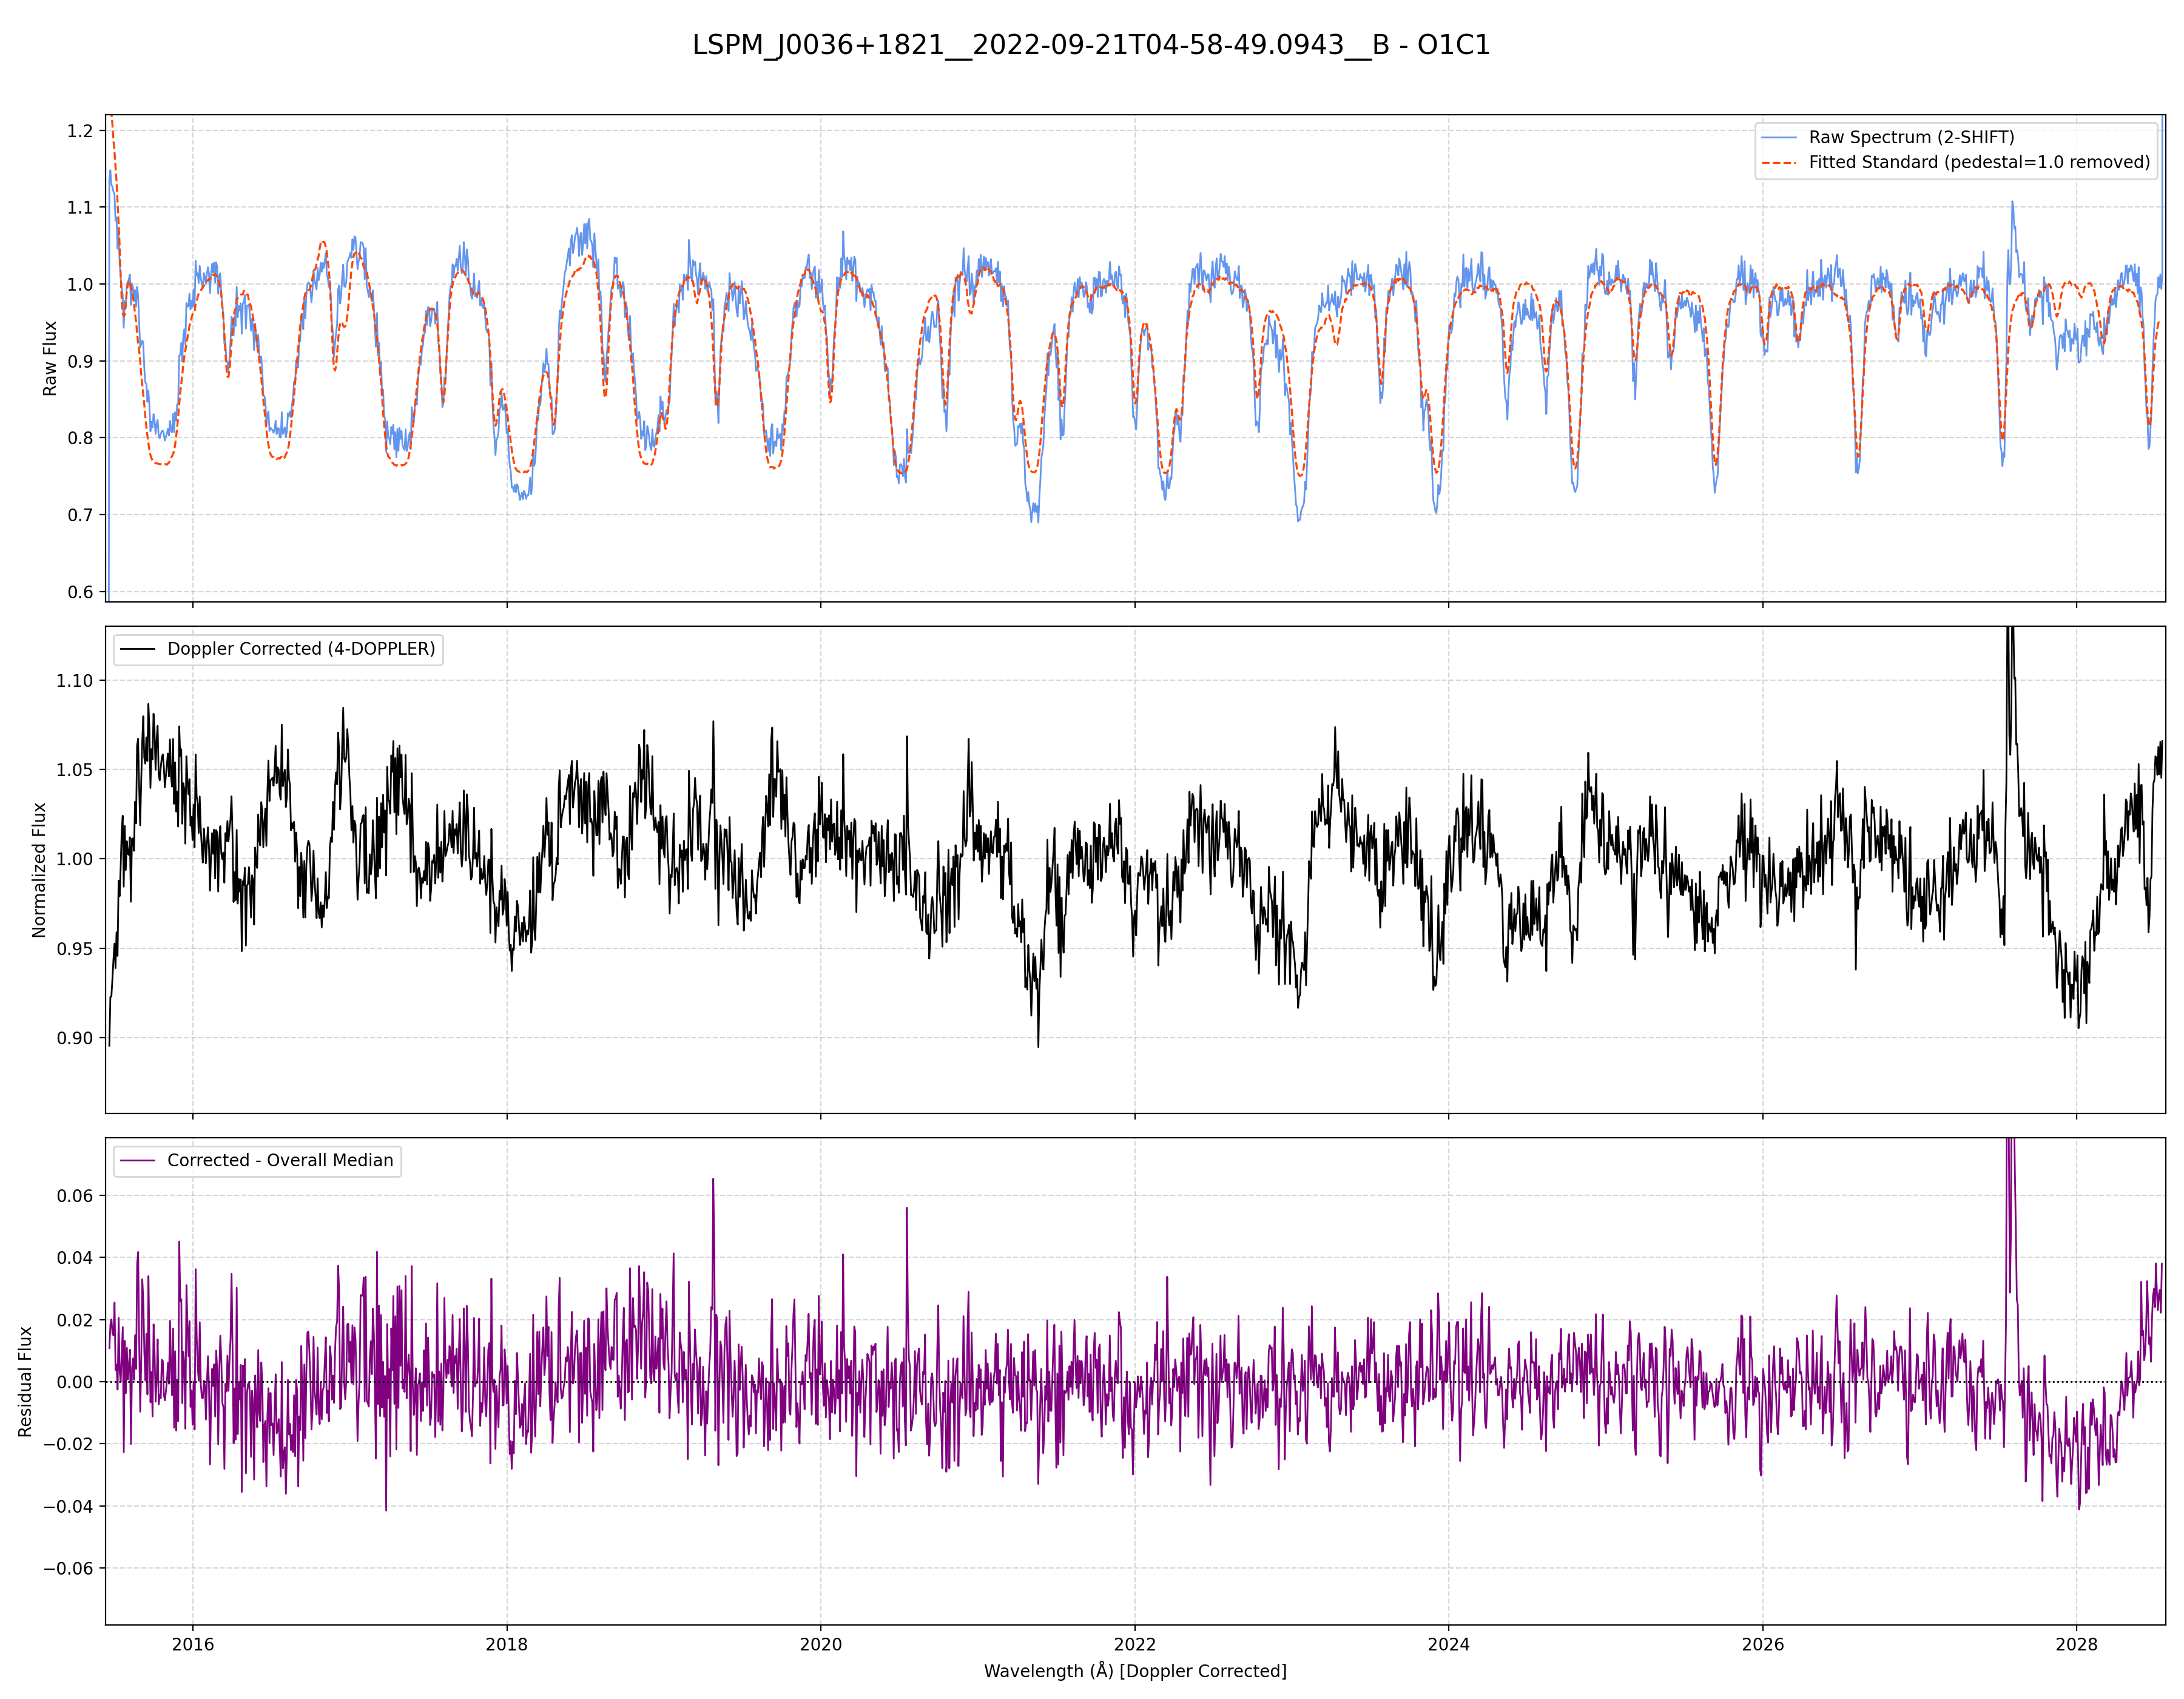 LSPM_J0036+1821__2022-09-21T04-58-49.0943__B - O1C1
1.2
1.1
1.0
0.9
0.8
0.7
0.6
Raw Flux
Raw Spectrum (2-SHIFT)
Fitted Standard (pedestal=1.0 removed)
1.10
1.05
1.00
0.95
0.90
Normalized Flux
Doppler Corrected (4-DOPPLER)
0.06
0.04
0.02
0.00
−0.02
−0.04
−0.06
Residual Flux
Corrected - Overall Median
2016 2018 2020 2022 2024 2026 2028
Wavelength (Å) [Doppler Corrected]